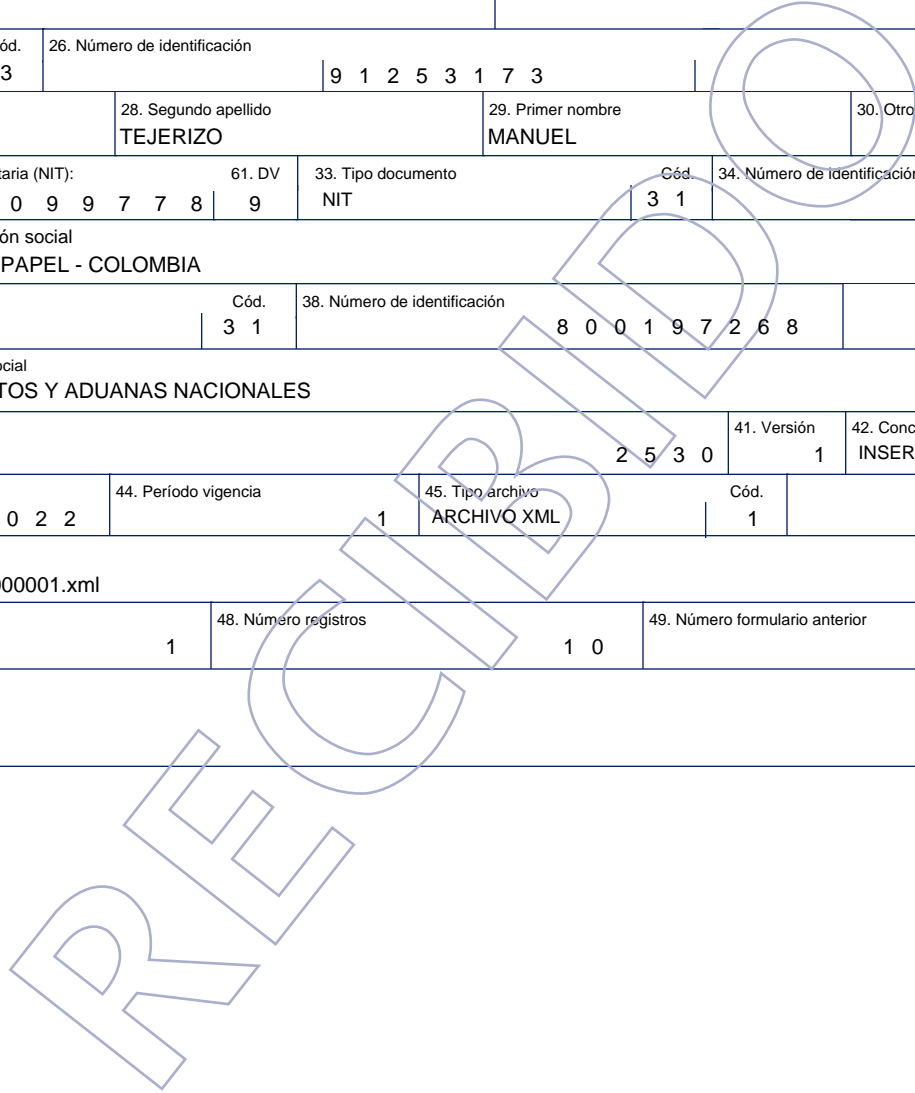 ód. 26. Número de identificación
3 9 1 2 5 3 1 7 3
28. Segundo apellido 29. Primer nombre 30. Otro
TEJERIZO MANUEL
taria (NIT): 61. DV 33. Tipo documento Cód. 34. Número de identificación
0 9 9 7 7 8 9 NIT 3 1
ón social
PAPEL - COLOMBIA
Cód. 38. Número de identificación
3 1 8 0 0 1 9 7 2 6 8
ocial
TOS Y ADUANAS NACIONALES
41. Versión 42. Conc
2 5 3 0 1 INSER
44. Período vigencia 45. Tipo archivo Cód.
0 2 2 1 ARCHIVO XML 1
000001.xml
48. Número registros 49. Número formulario anterior
1 1 0
RECIBIDO